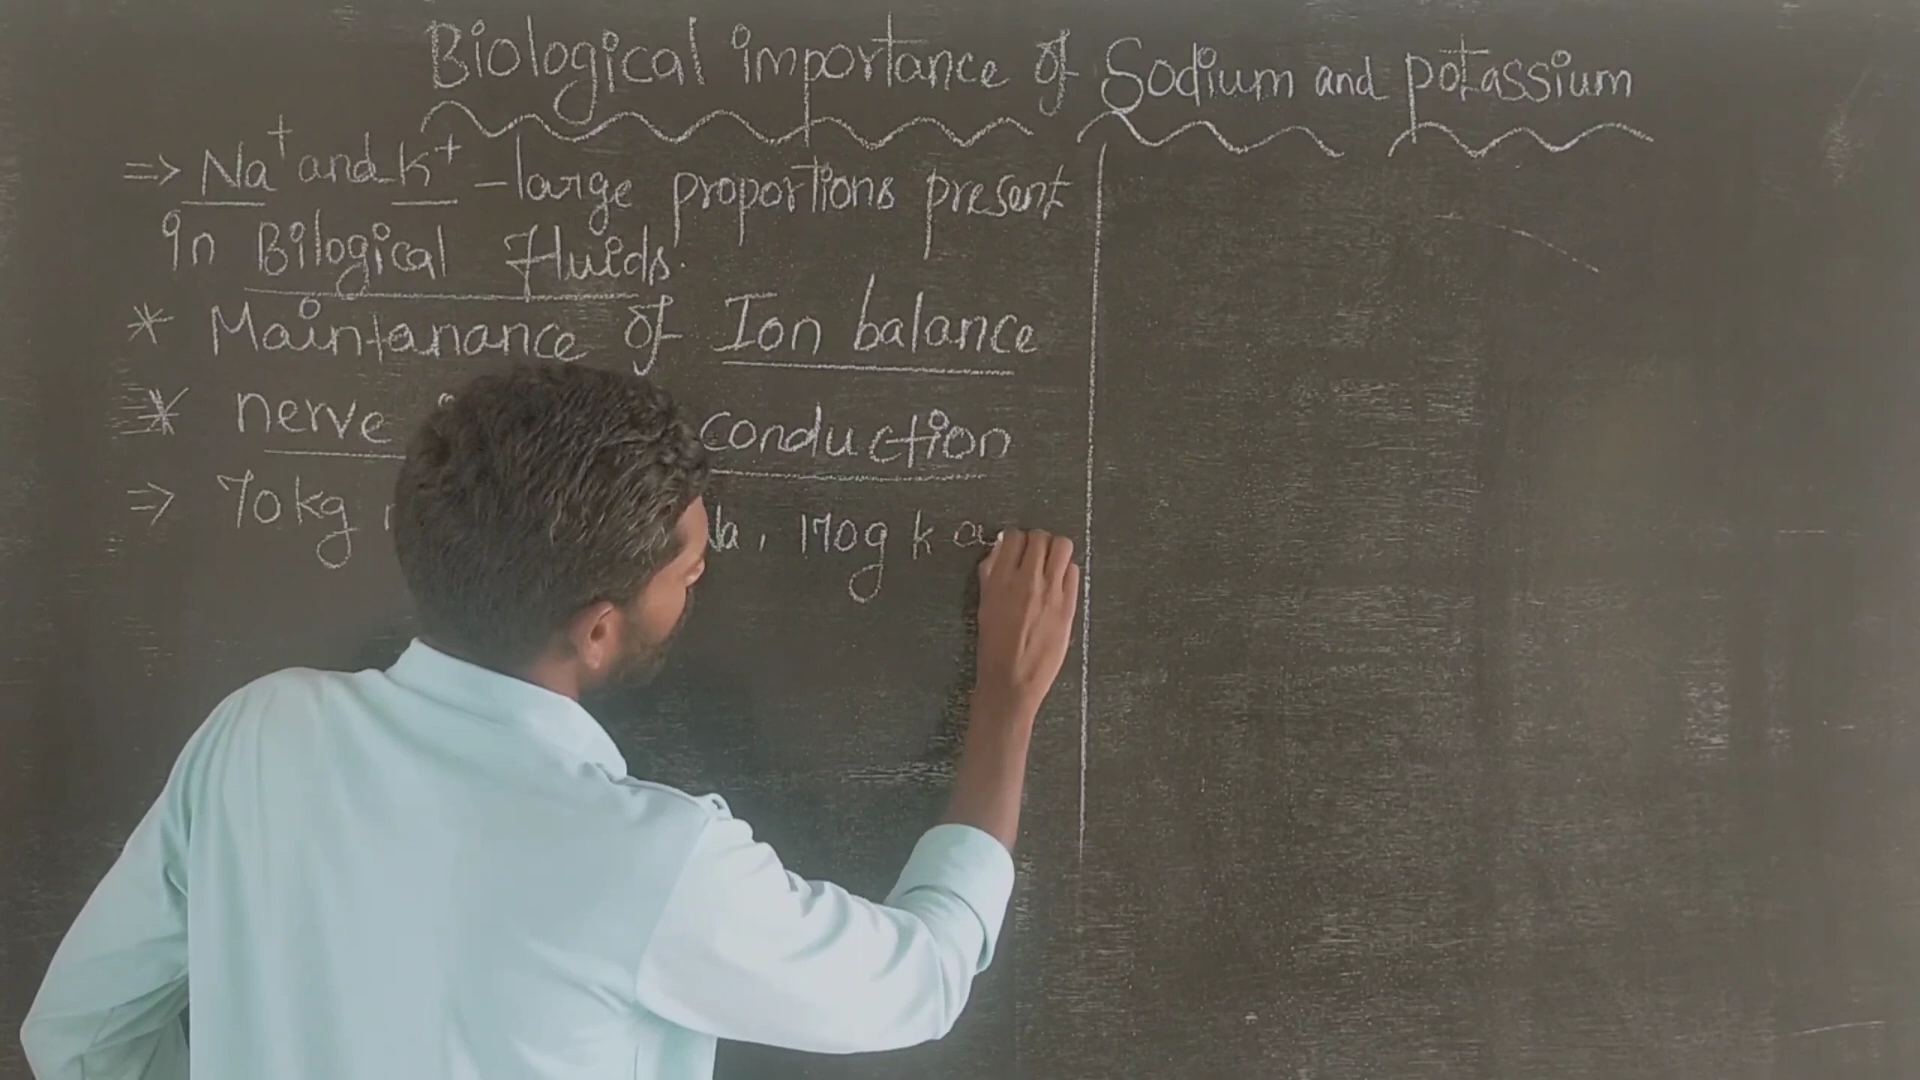 Biological importance of Sodium and potassium
=> Na⁺ and K⁺ - large proportions present
in Bilogical Fluids.
* Maintanance of Ion balance
* nerve conduction
=> 70kg Na, 170g K